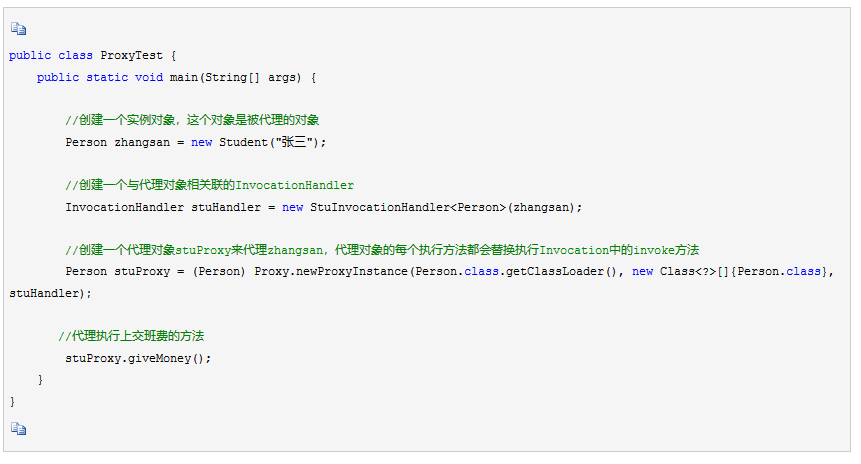 public class ProxyTest {
    public static void main(String[] args) {
        //创建一个实例对象，这个对象是被代理的对象
        Person zhangsan = new Student("张三");
        //创建一个与代理对象相关联的InvocationHandler
        InvocationHandler stuHandler = new StuInvocationHandler<Person>(zhangsan);
        //创建一个代理对象stuProxy来代理zhangsan，代理对象的每个执行方法都会替换执行Invocation中的invoke方法
        Person stuProxy = (Person) Proxy.newProxyInstance(Person.class.getClassLoader(), new Class<?>[]{Person.class},
stuHandler);
       //代理执行上交班费的方法
        stuProxy.giveMoney();
    }
}